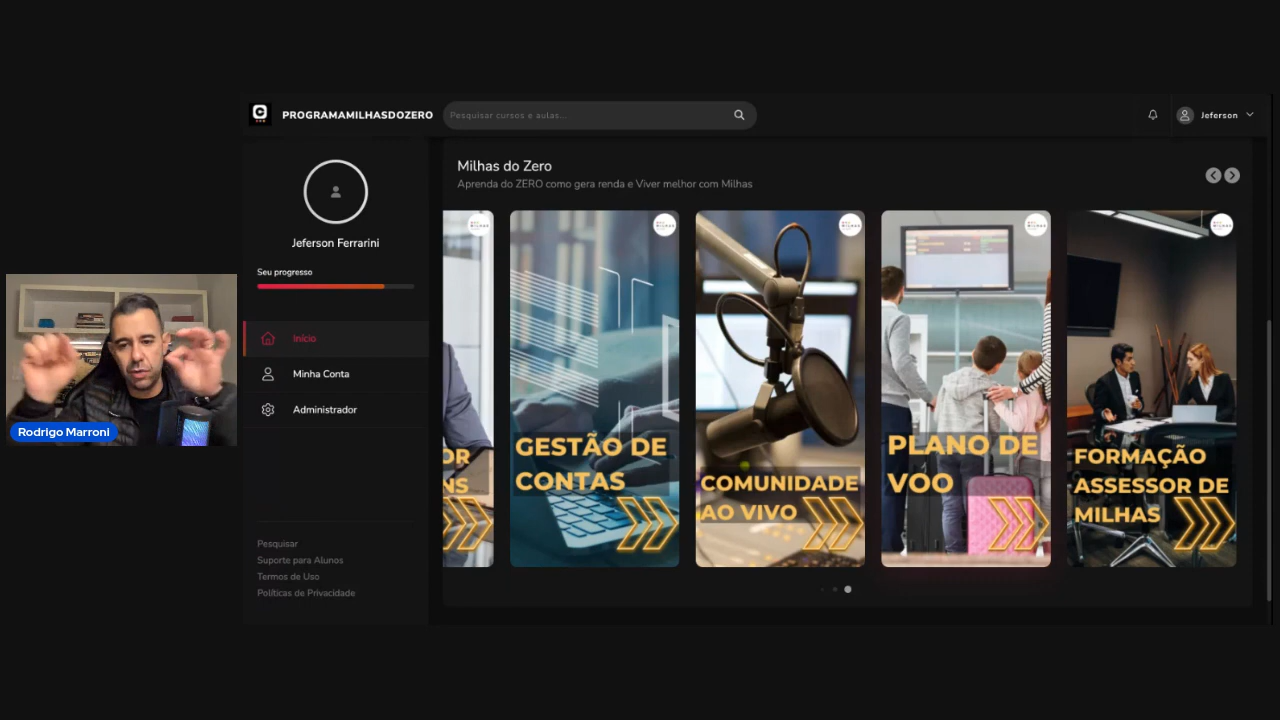 PROGRAMAMILHASDOZERO
Pesquisar cursos e aulas...
Jeferson
Milhas do Zero
Aprenda do ZERO como gera renda e Viver melhor com Milhas
Jeferson Ferrarini
Seu progresso
Início
Minha Conta
Administrador
Pesquisar
Suporte para Alunos
Termos de Uso
Políticas de Privacidade
Rodrigo Marroni
OR
NS
GESTÃO DE
CONTAS
COMUNIDADE
AO VIVO
PLANO DE
VOO
FORMAÇÃO
ASSESSOR DE
MILHAS